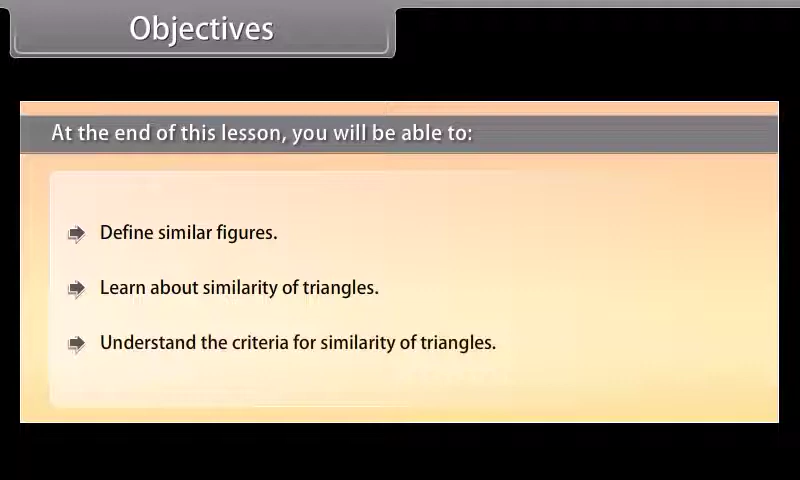 Objectives
At the end of this lesson, you will be able to:
Define similar figures.
Learn about similarity of triangles.
Understand the criteria for similarity of triangles.